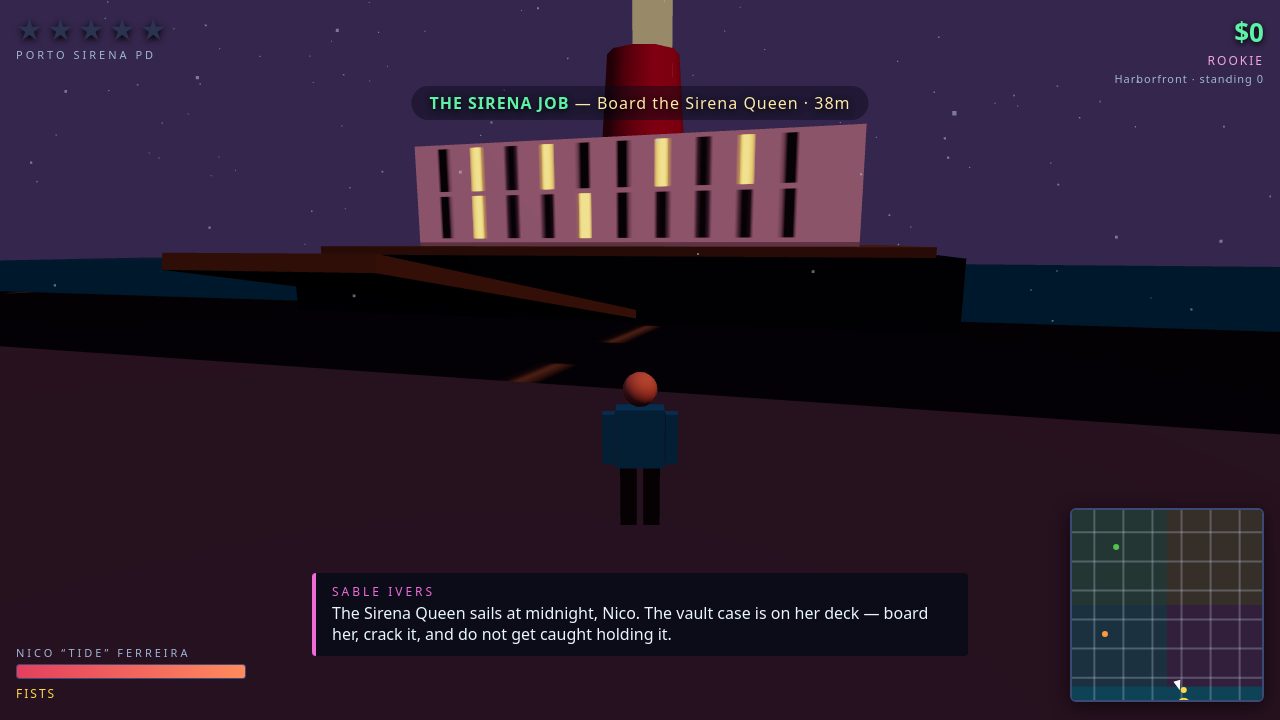 ★★★★★
PORTO SIRENA PD
$0
ROOKIE
Harborfront · standing 0
THE SIRENA JOB — Board the Sirena Queen · 38m
SABLE IVERS
The Sirena Queen sails at midnight, Nico. The vault case is on her deck — board
her, crack it, and do not get caught holding it.
NICO “TIDE” FERREIRA
FISTS